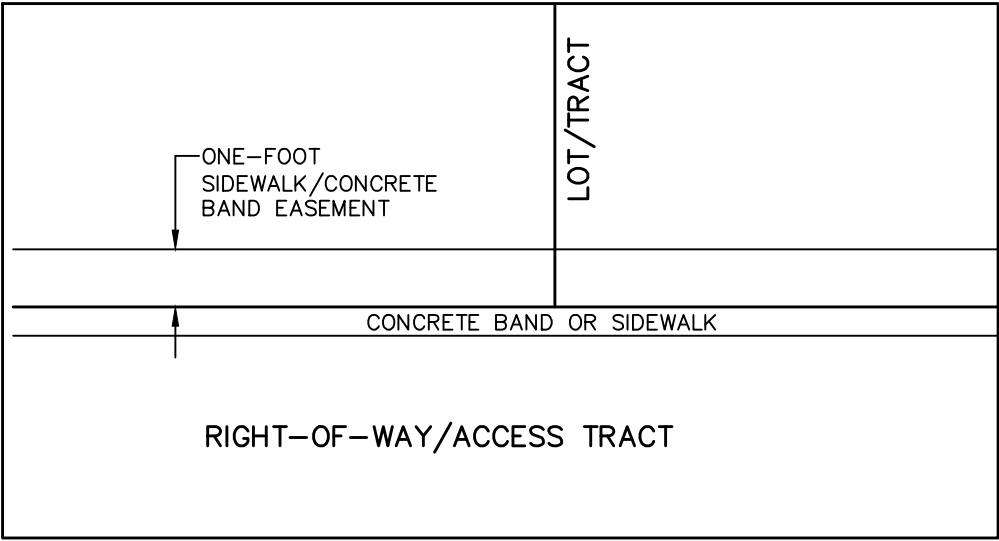 ONE-FOOT
SIDEWALK/CONCRETE
BAND EASEMENT
LOT/TRACT
CONCRETE BAND OR SIDEWALK
RIGHT-OF-WAY/ACCESS TRACT